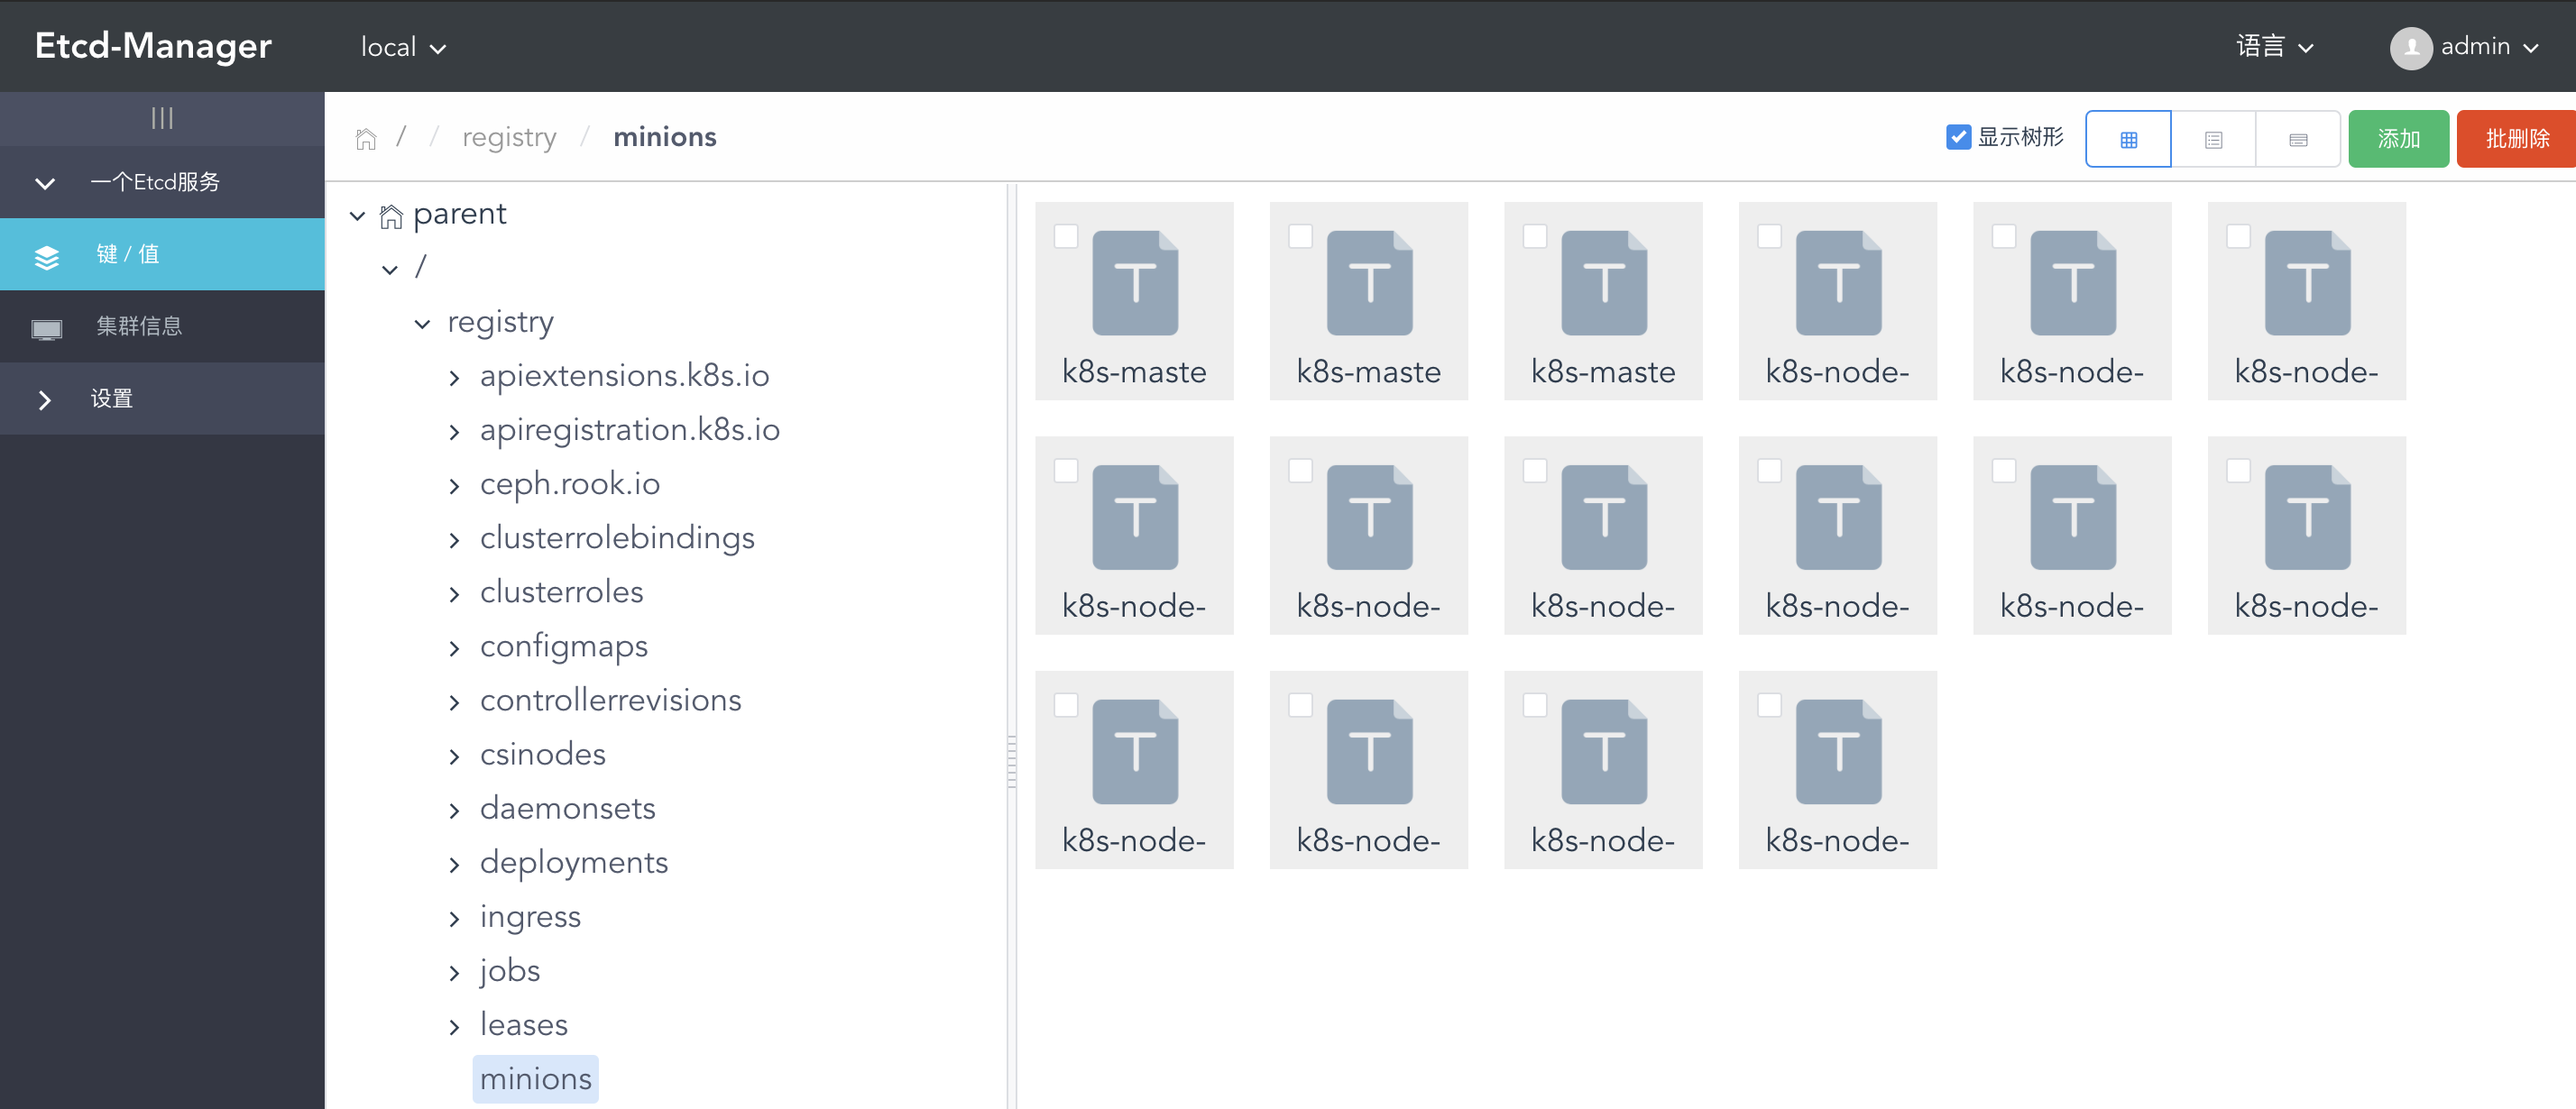 Etcd-Manager
local
语言
admin
一个Etcd服务
键 / 值
集群信息
设置
/ / registry / minions
显示树形
添加
批删除
parent
/
registry
apiextensions.k8s.io
apiregistration.k8s.io
ceph.rook.io
clusterrolebindings
clusterroles
configmaps
controllerrevisions
csinodes
daemonsets
deployments
ingress
jobs
leases
minions
T T T T T T
k8s-maste k8s-maste k8s-maste k8s-node- k8s-node- k8s-node-
T T T T T T
k8s-node- k8s-node- k8s-node- k8s-node- k8s-node- k8s-node-
T T T T
k8s-node- k8s-node- k8s-node- k8s-node-